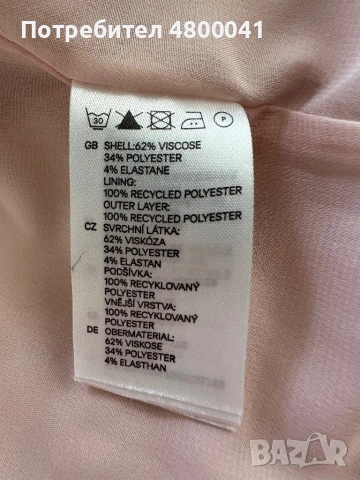 Потребител 4800041
30
P
GB SHELL:62% VISCOSE
34% POLYESTER
4% ELASTANE
LINING:
100% RECYCLED POLYESTER
OUTER LAYER:
100% RECYCLED POLYESTER
CZ SVRCHNÍ LÁTKA:
62% VISKÓZA
34% POLYESTER
4% ELASTAN
PODŠÍVKA:
100% RECYKLOVANÝ
POLYESTER
VNĚJŠÍ VRSTVA:
100% RECYKLOVANÝ
POLYESTER
DE OBERMATERIAL:
62% VISKOSE
34% POLYESTER
4% ELASTHAN
BAZAR